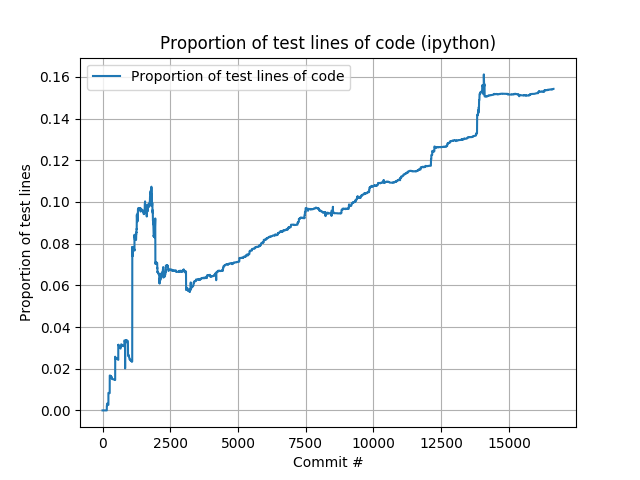 Proportion of test lines of code (ipython)
Proportion of test lines of code
0.16
0.14
0.12
0.10
0.08
0.06
0.04
0.02
0.00
Proportion of test lines
0 2500 5000 7500 10000 12500 15000
Commit #